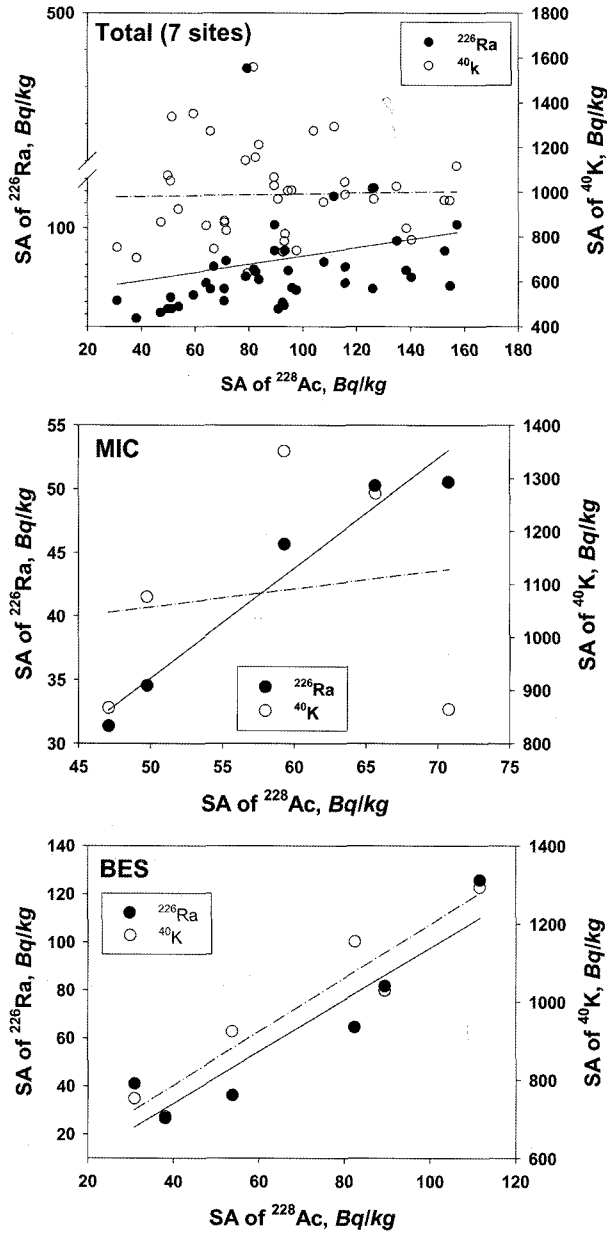 Total (7 sites)
500
100
SA of ²²⁶Ra, Bq/kg
²²⁶Ra
⁴⁰k
1800
1600
1400
1200
1000
800
600
400
SA of ⁴⁰K, Bq/kg
20 40 60 80 100 120 140 160 180
SA of ²²⁸Ac, Bq/kg
MIC
55
50
45
40
35
30
SA of ²²⁶Ra, Bq/kg
²²⁶Ra
⁴⁰K
1400
1300
1200
1100
1000
900
800
SA of ⁴⁰K, Bq/kg
45 50 55 60 65 70 75
SA of ²²⁸Ac, Bq/kg
BES
140
120
100
80
60
40
20
SA of ²²⁶Ra, Bq/kg
²²⁶Ra
⁴⁰K
1400
1200
1000
800
600
SA of ⁴⁰K, Bq/kg
20 40 60 80 100 120
SA of ²²⁸Ac, Bq/kg